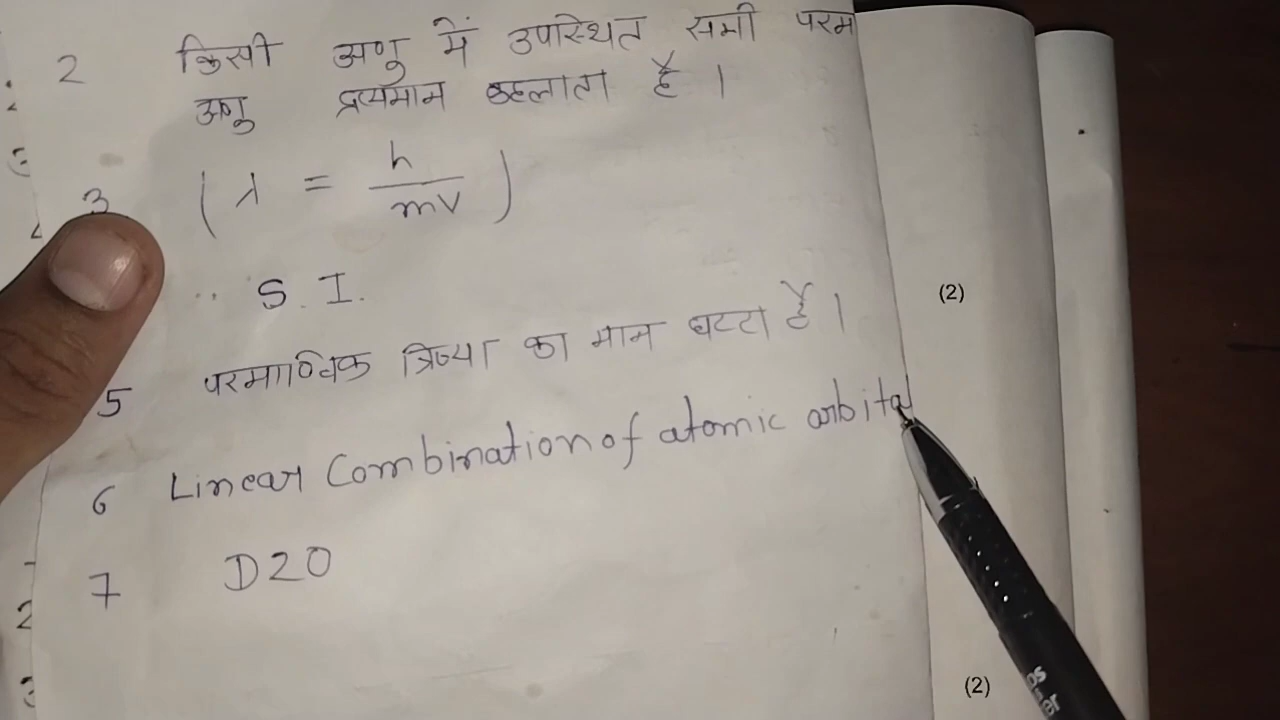 2 किसी अणु में उपस्थित सभी परम
अणु द्रव्यमान कहलाता है ।
3 ( λ = h / mv )
S. I.
(2)
5 परमाण्विक त्रिज्या का मान घटटा है ।
6 Linear Combination of atomic orbital
7 D2O
(2)